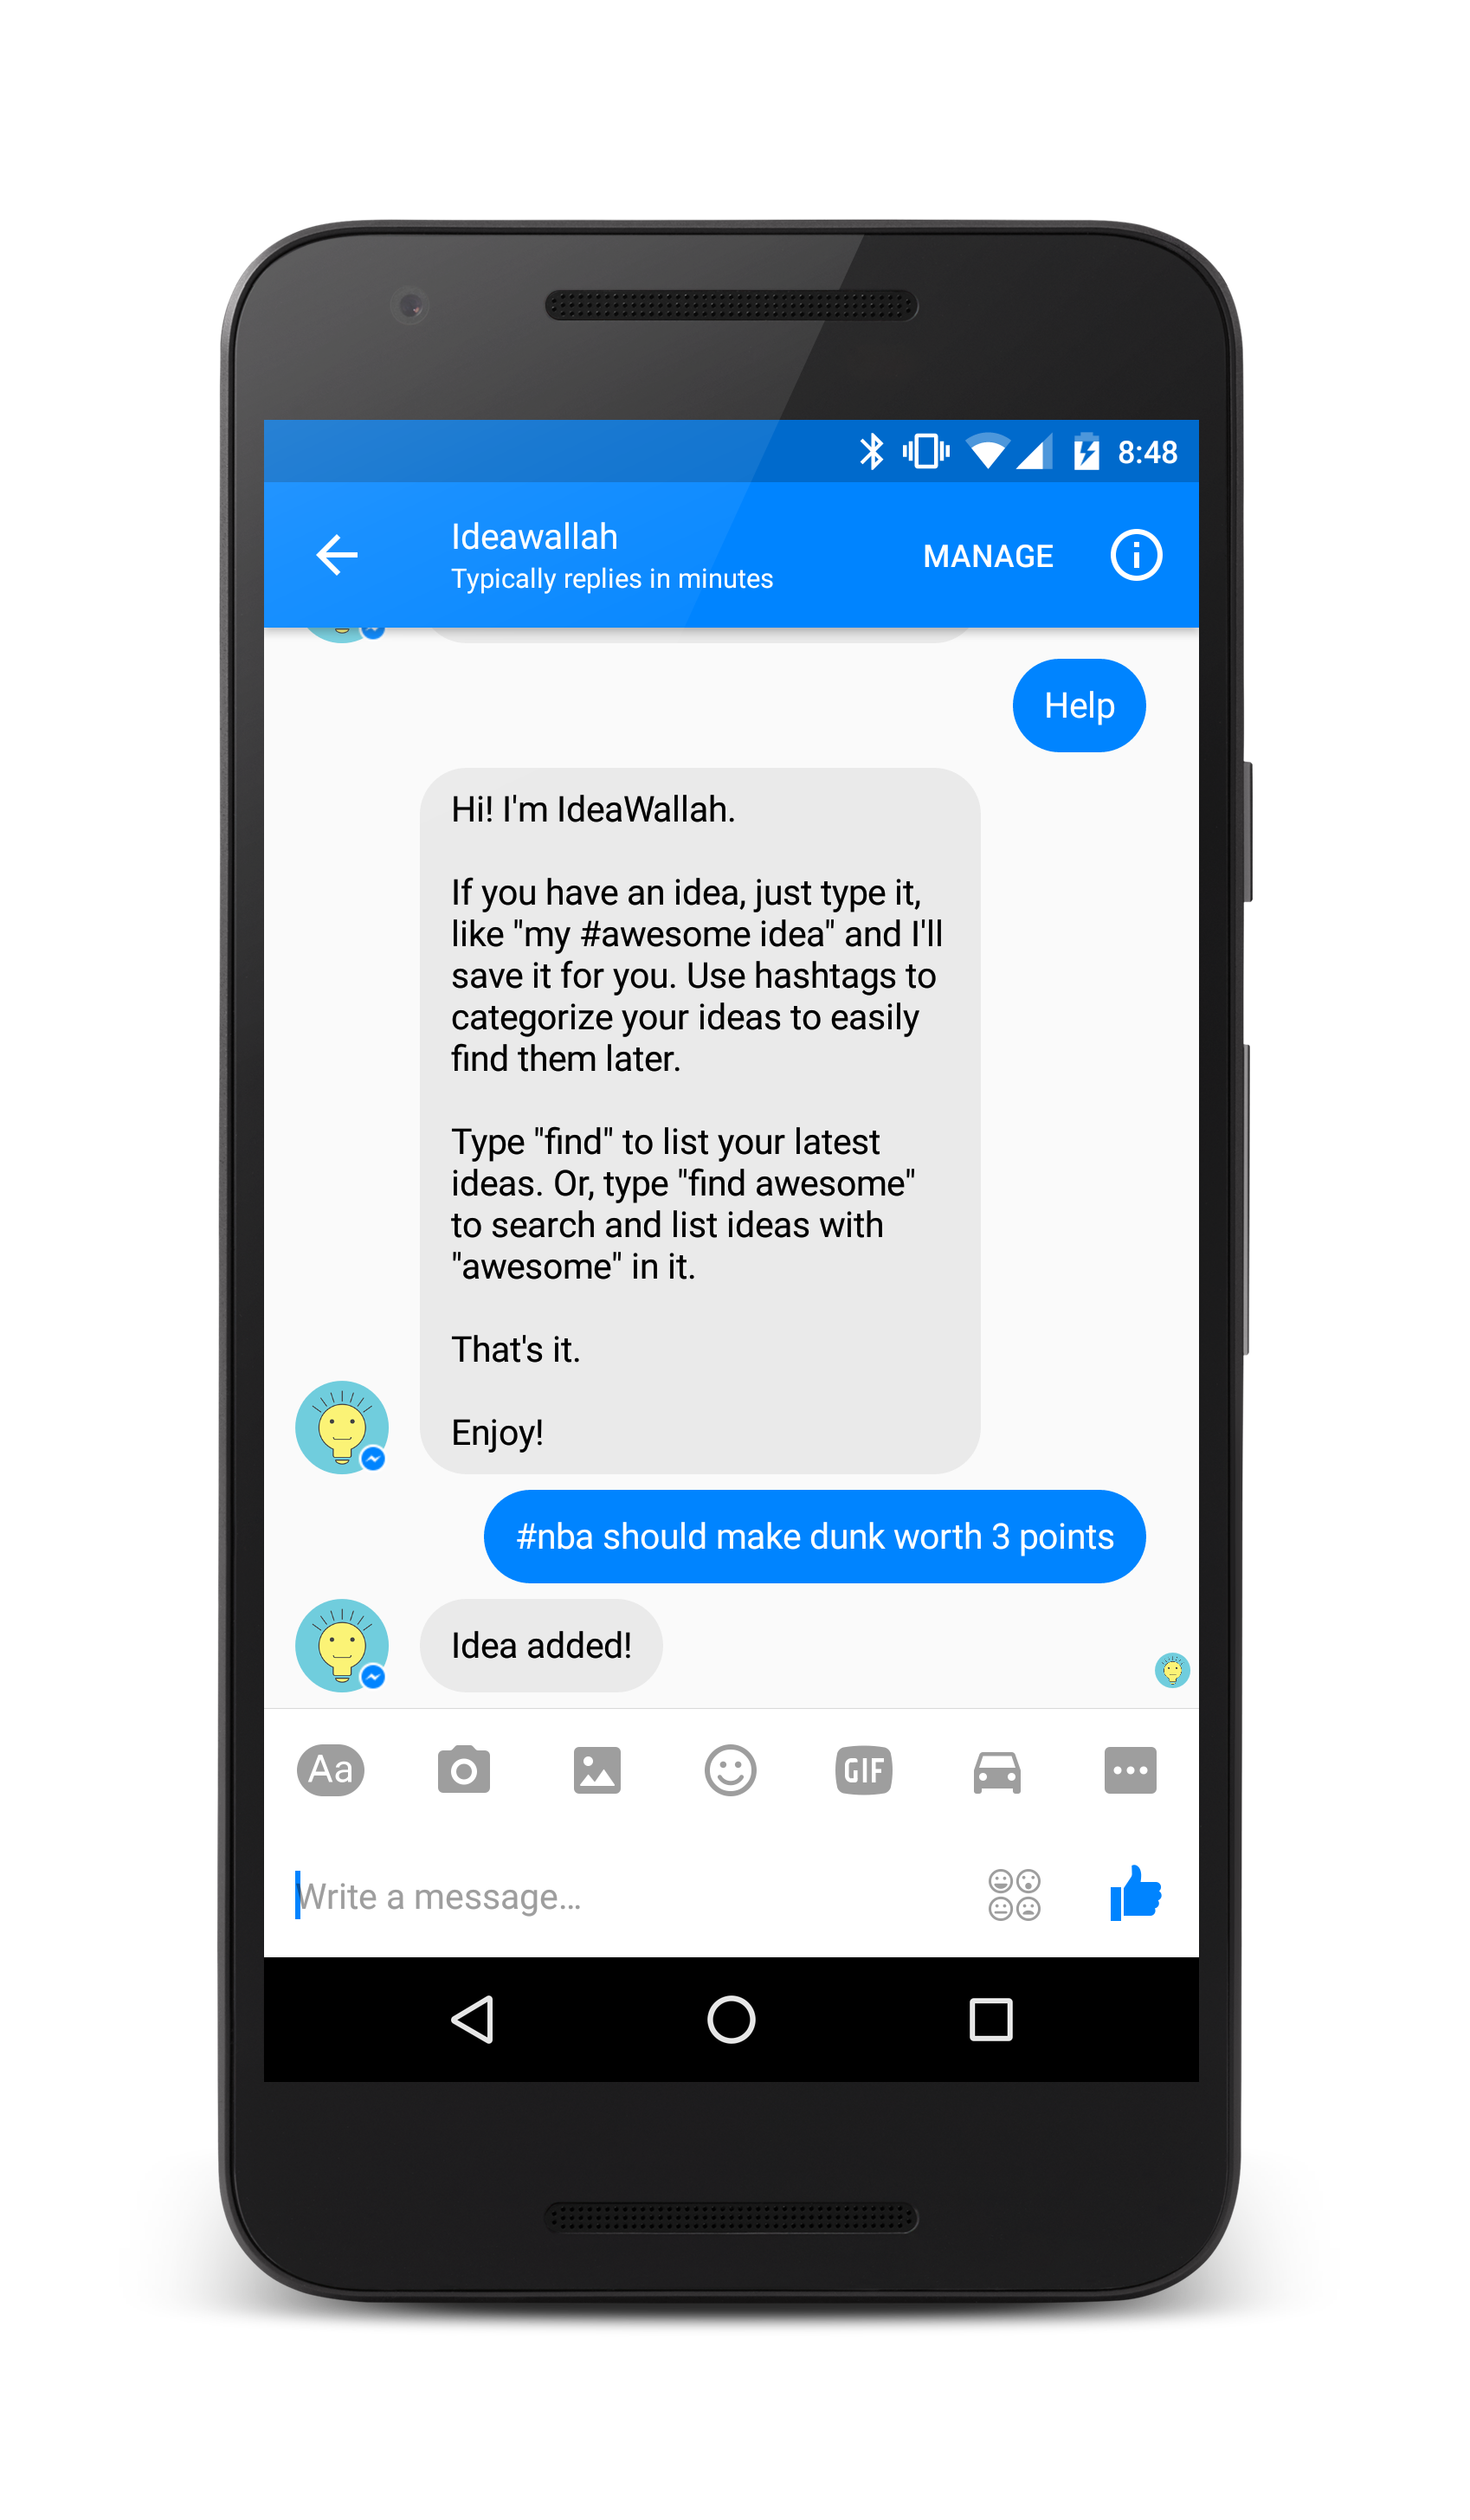 8:48
Ideawallah
Typically replies in minutes
MANAGE
Help
Hi! I'm IdeaWallah.
If you have an idea, just type it,
like "my #awesome idea" and I'll
save it for you. Use hashtags to
categorize your ideas to easily
find them later.
Type "find" to list your latest
ideas. Or, type "find awesome"
to search and list ideas with
"awesome" in it.
That's it.
Enjoy!
#nba should make dunk worth 3 points
Idea added!
Aa
GIF
Write a message...